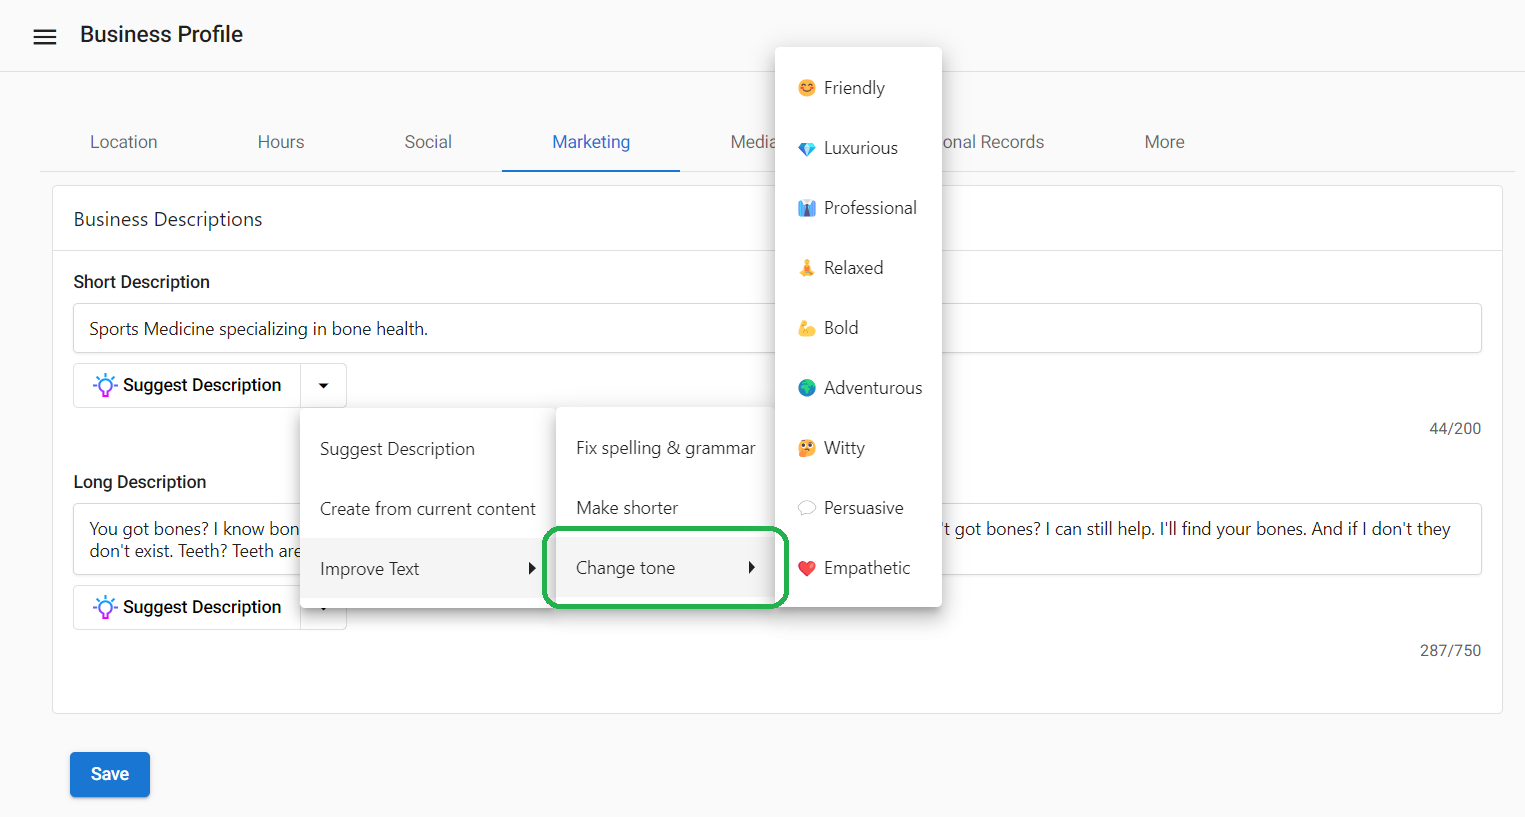 Business Profile
Location
Hours
Social
Marketing
Media
onal Records
More
Business Descriptions
Short Description
Sports Medicine specializing in bone health.
Suggest Description
44/200
Suggest Description
Create from current content
Improve Text
Fix spelling & grammar
Make shorter
Change tone
Friendly
Luxurious
Professional
Relaxed
Bold
Adventurous
Witty
Persuasive
Empathetic
Long Description
You got bones? I know bon
't got bones? I can still help. I'll find your bones. And if I don't they
don't exist. Teeth? Teeth are
Suggest Description
287/750
Save